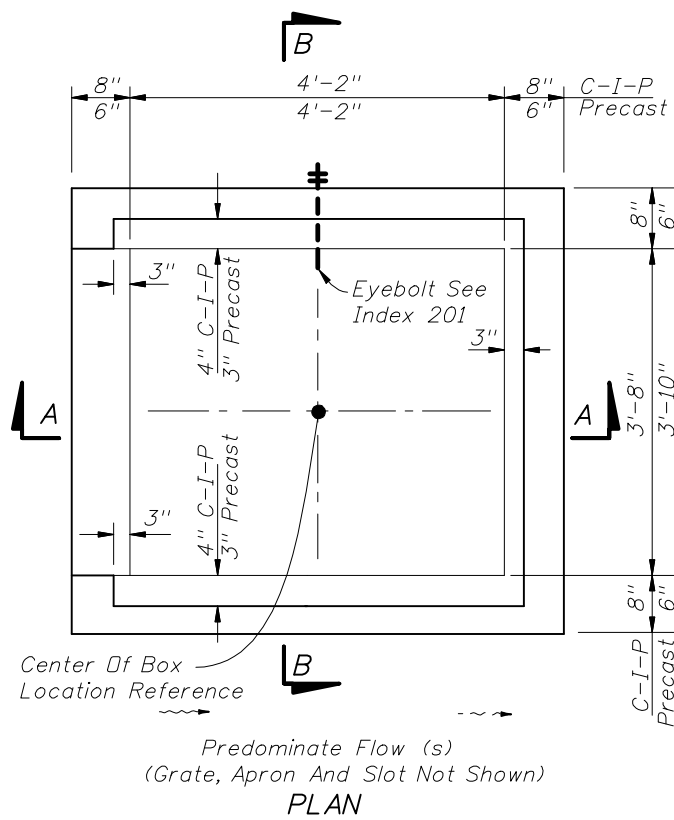 B
8" 4'-2" 8" C-I-P
6" 4'-2" 6" Precast
8"
6"
3"
4" C-I-P
3" Precast
Eyebolt See
Index 201
3"
A
A
3'-8"
3'-10"
4" C-I-P
3" Precast
3"
8"
6"
C-I-P
Precast
B
Center Of Box
Location Reference
Predominate Flow (s)
(Grate, Apron And Slot Not Shown)
PLAN